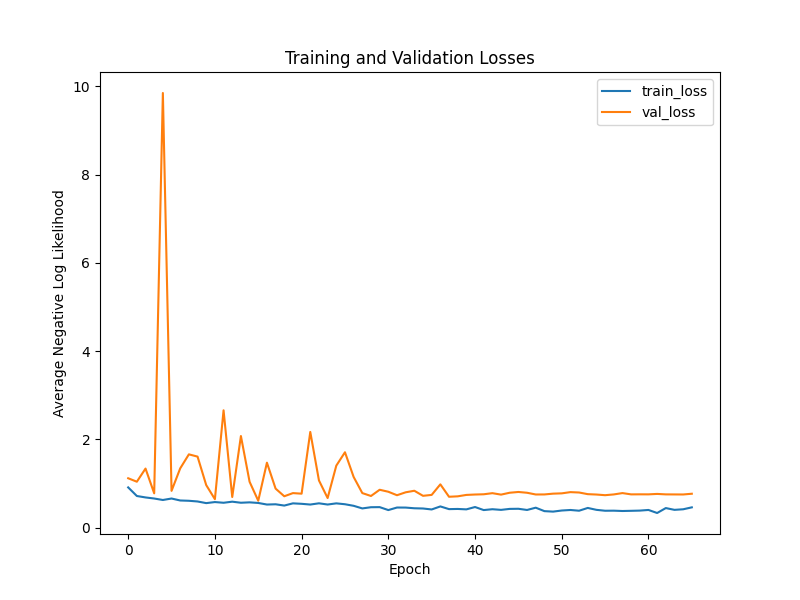 Training and Validation Losses
train_loss
val_loss
Average Negative Log Likelihood
10
8
6
4
2
0
0 10 20 30 40 50 60
Epoch